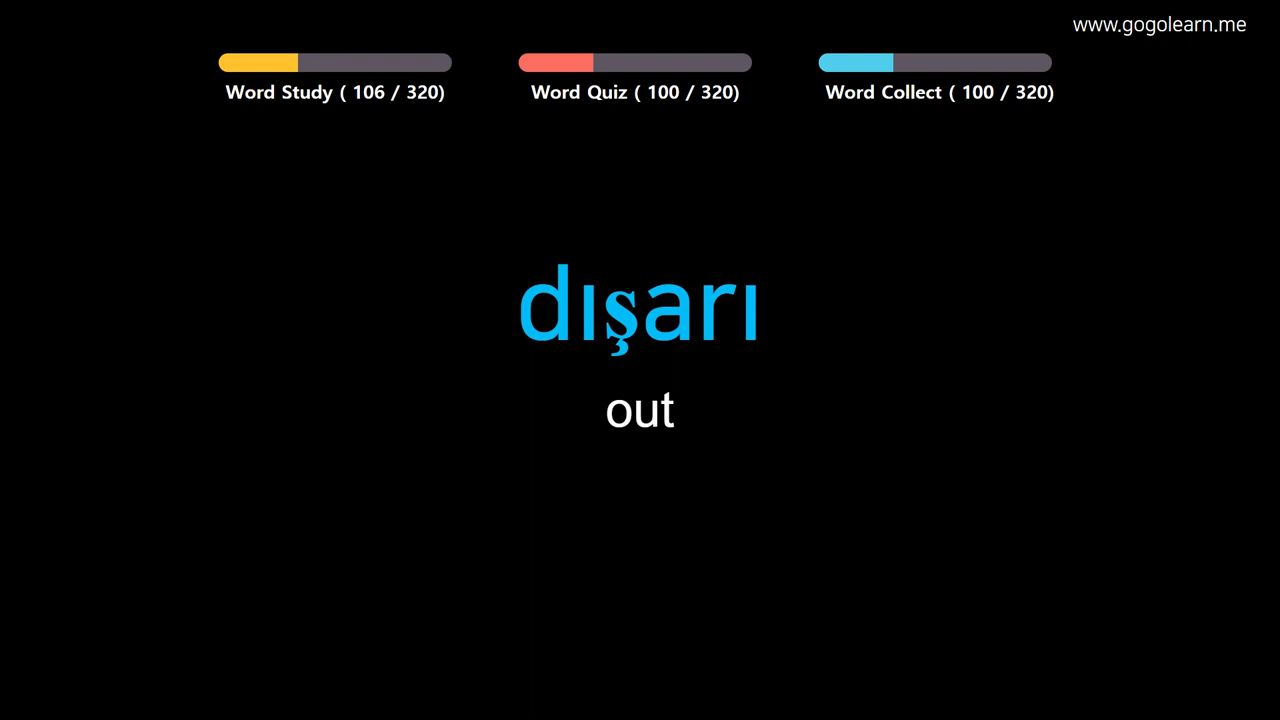 www.gogolearn.me
Word Study ( 106 / 320)
Word Quiz ( 100 / 320)
Word Collect ( 100 / 320)
dışarı
out